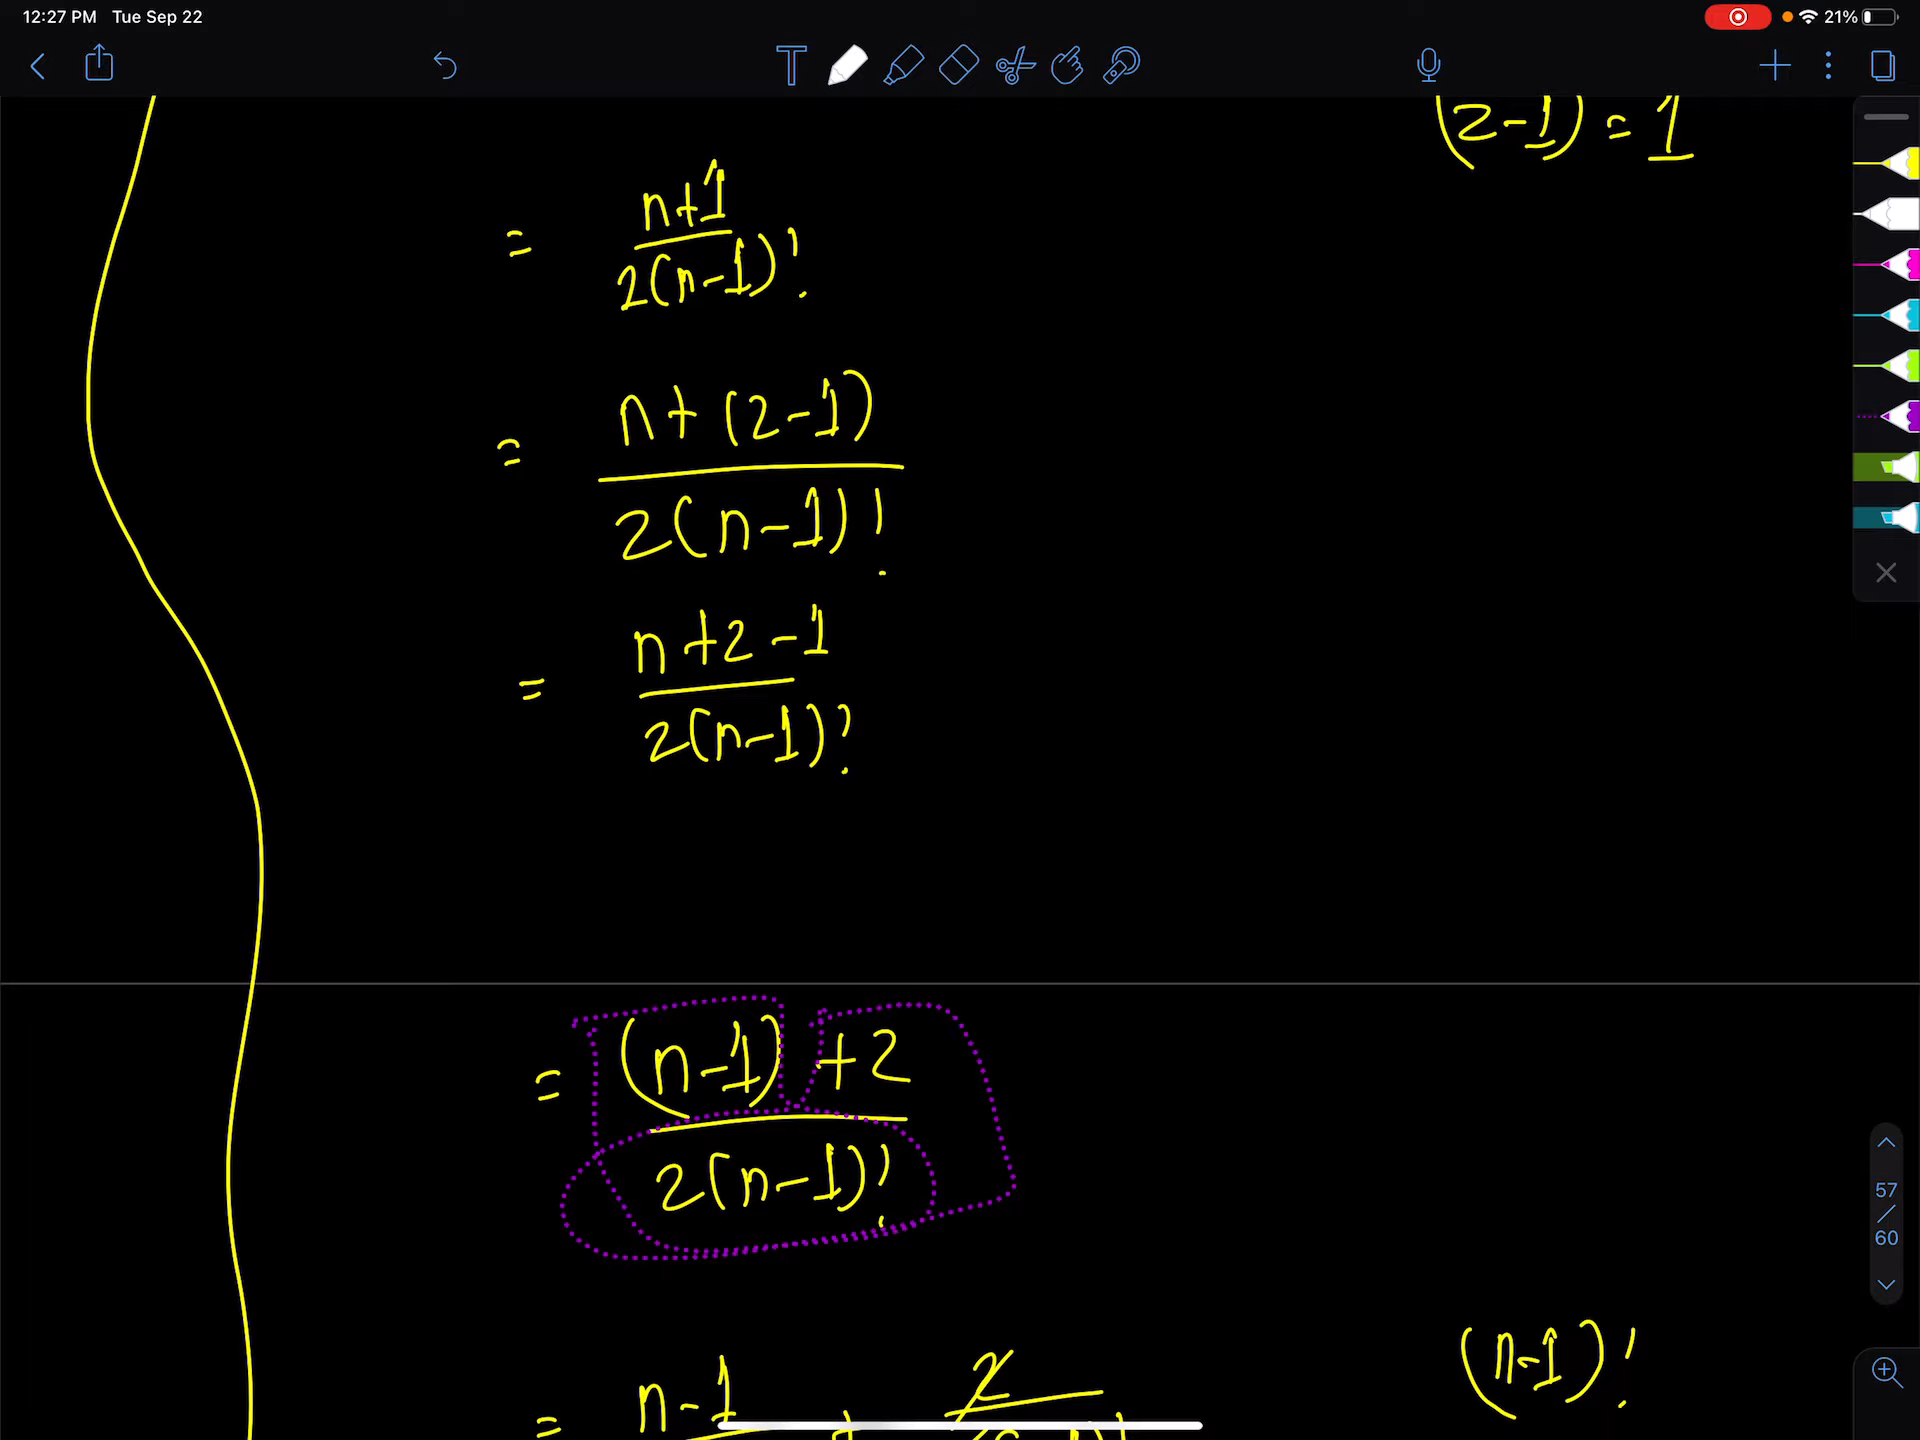 12:27 PM Tue Sep 22
21%
(2-1) = 1
= n+1 / 2(n-1)!
= n + (2-1) / 2(n-1)!
= n+2-1 / 2(n-1)!
= (n-1) +2 / 2(n-1)!
57 / 60
(n-1)!
= n-1 + 2